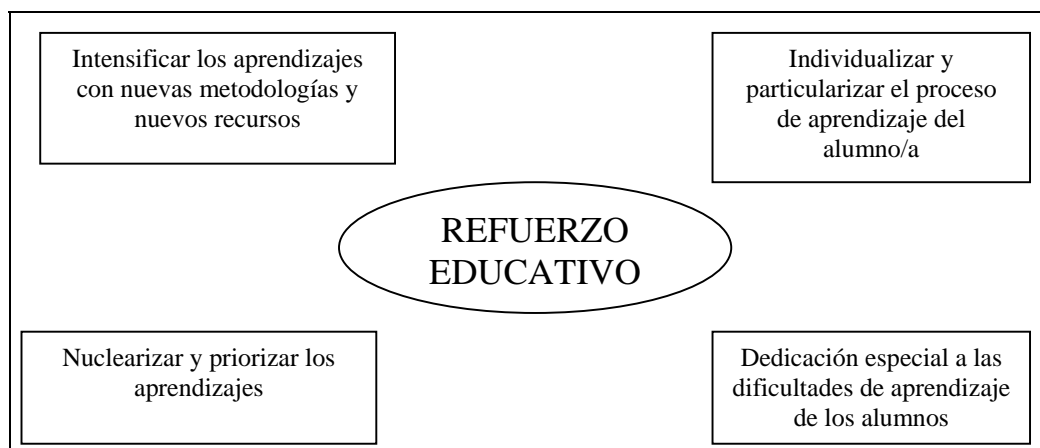 Intensificar los aprendizajes
con nuevas metodologías y
nuevos recursos
Individualizar y
particularizar el proceso
de aprendizaje del
alumno/a
REFUERZO
EDUCATIVO
Nuclearizar y priorizar los
aprendizajes
Dedicación especial a las
dificultades de aprendizaje
de los alumnos